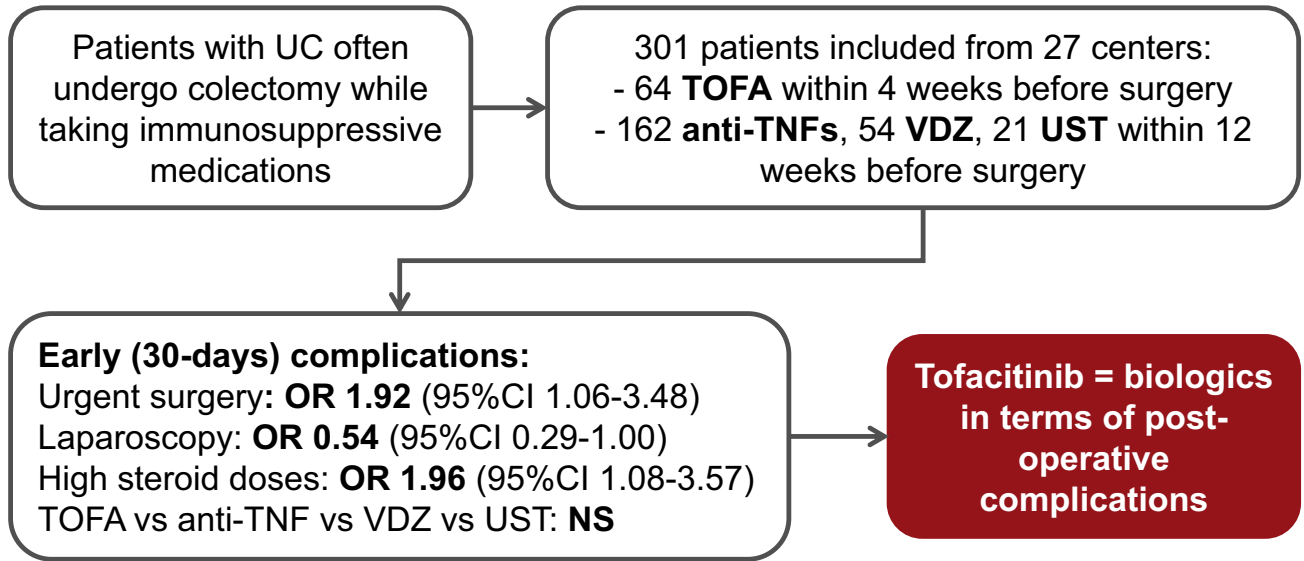 Patients with UC often
undergo colectomy while
taking immunosuppressive
medications
301 patients included from 27 centers:
- 64 TOFA within 4 weeks before surgery
- 162 anti-TNFs, 54 VDZ, 21 UST within 12
weeks before surgery
Early (30-days) complications:
Urgent surgery: OR 1.92 (95%CI 1.06-3.48)
Laparoscopy: OR 0.54 (95%CI 0.29-1.00)
High steroid doses: OR 1.96 (95%CI 1.08-3.57)
TOFA vs anti-TNF vs VDZ vs UST: NS
Tofacitinib = biologics
in terms of post-
operative
complications